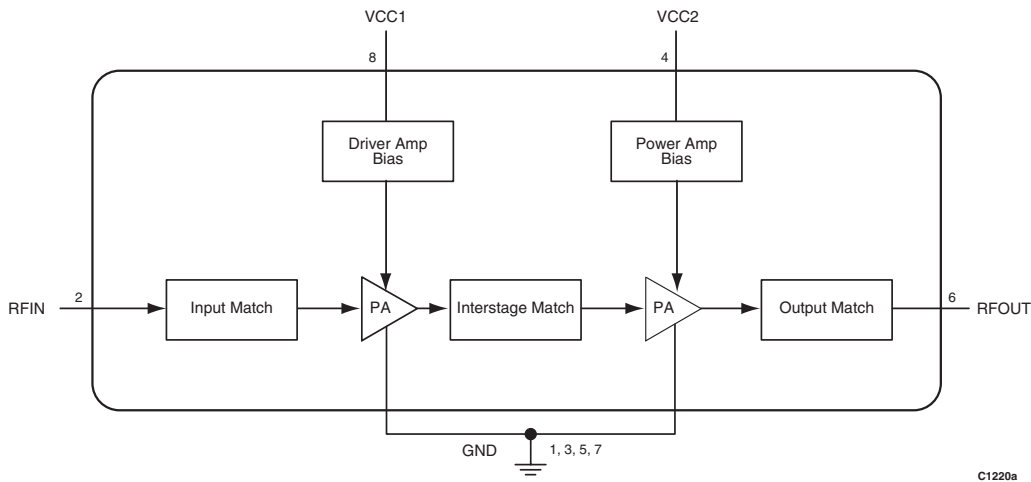 VCC1
VCC2
8
4
Driver Amp
Bias
Power Amp
Bias
RFIN
2
Input Match
PA
Interstage Match
PA
Output Match
6
RFOUT
GND
1, 3, 5, 7
C1220a